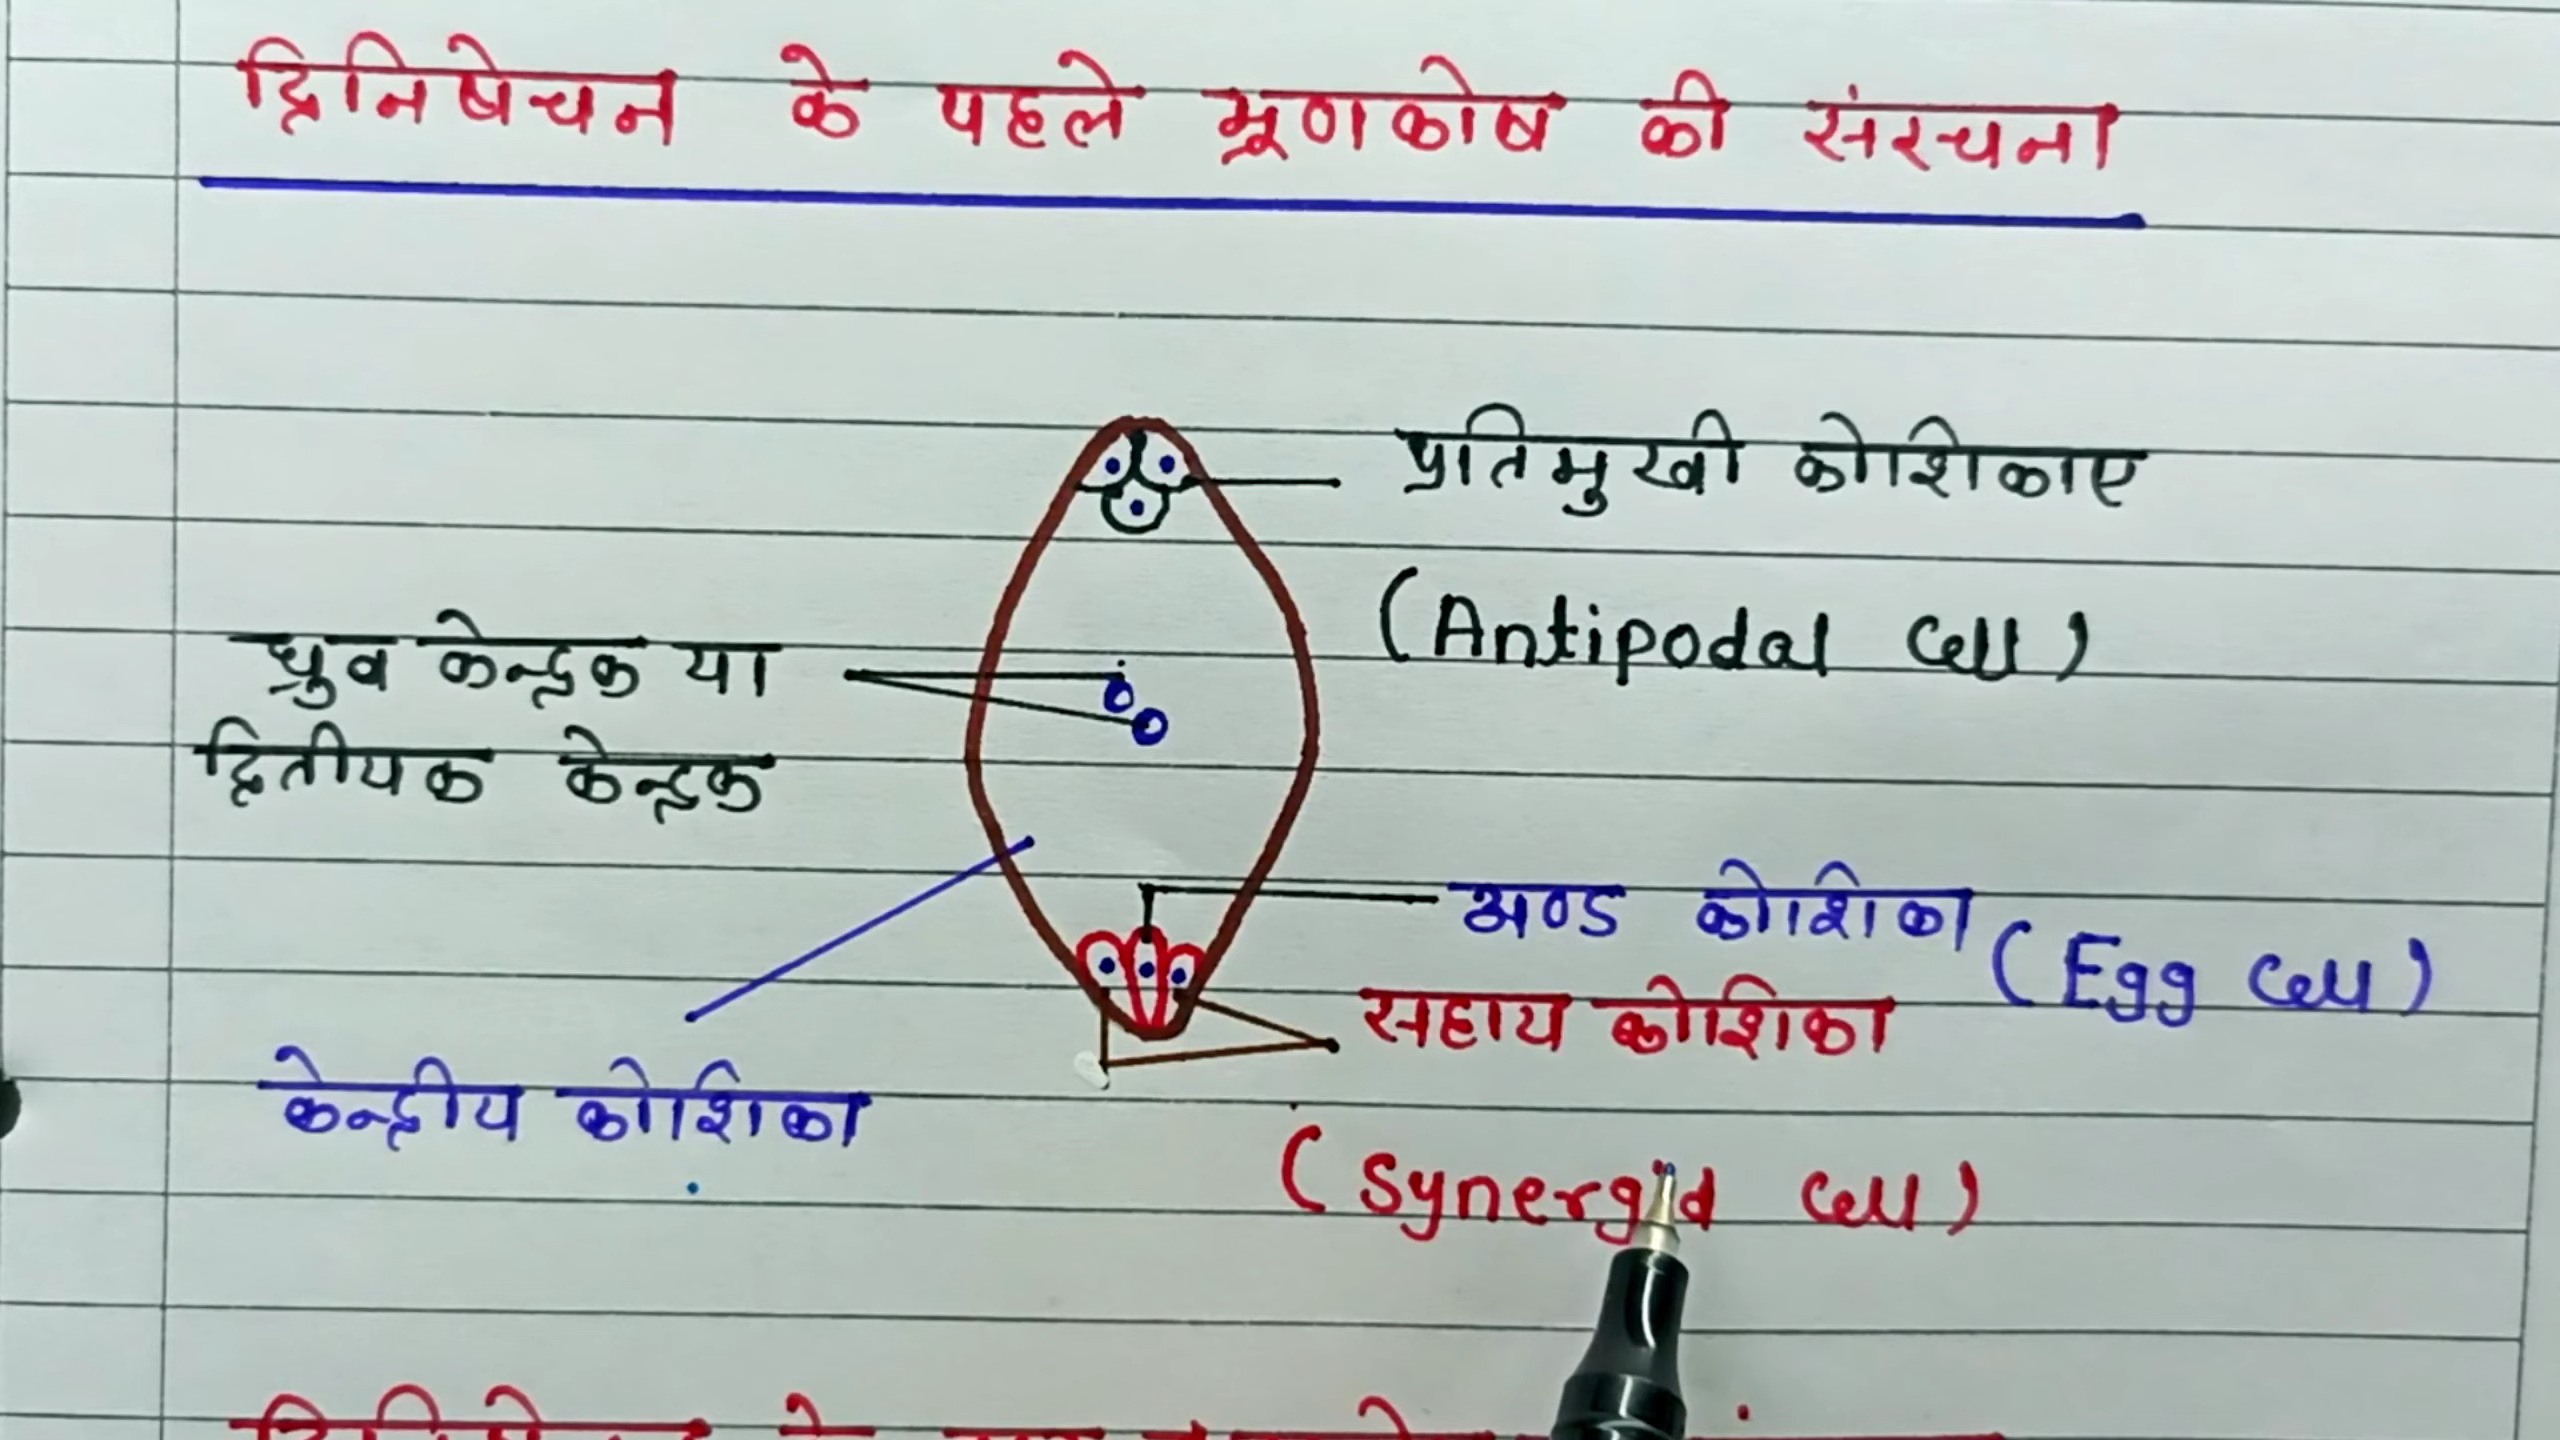 द्विनिषेचन के पहले भ्रूणकोष की संरचना
प्रतिमुखी कोशिकाए
(Antipodal Cell)
ध्रुव केन्द्रक या
द्वितीयक केन्द्रक
अण्ड कोशिका (Egg Cell)
सहाय कोशिका
केन्द्रीय कोशिका
(Synergid Cell)